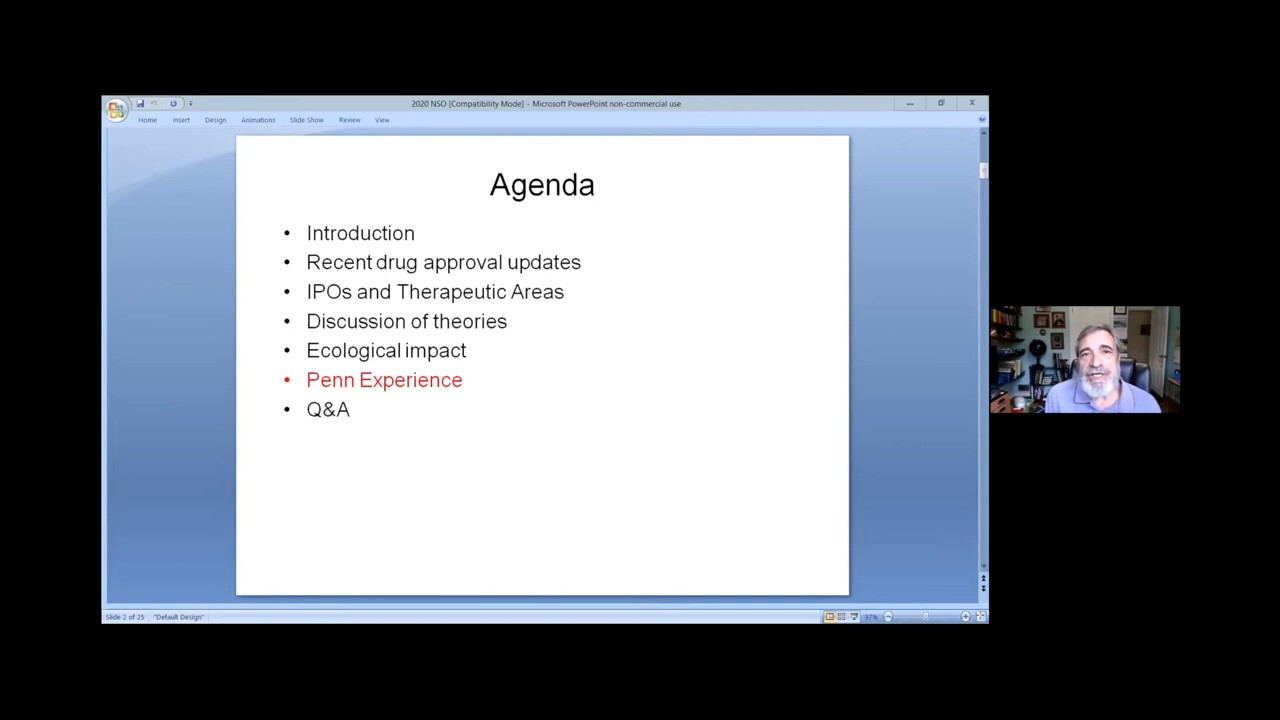 2020 NSO [Compatibility Mode] - Microsoft PowerPoint non-commercial use
Home Insert Design Animations Slide Show Review View
Agenda
• Introduction
• Recent drug approval updates
• IPOs and Therapeutic Areas
• Discussion of theories
• Ecological impact
• Penn Experience
• Q&A
Slide 2 of 25 "Default Design" 97%